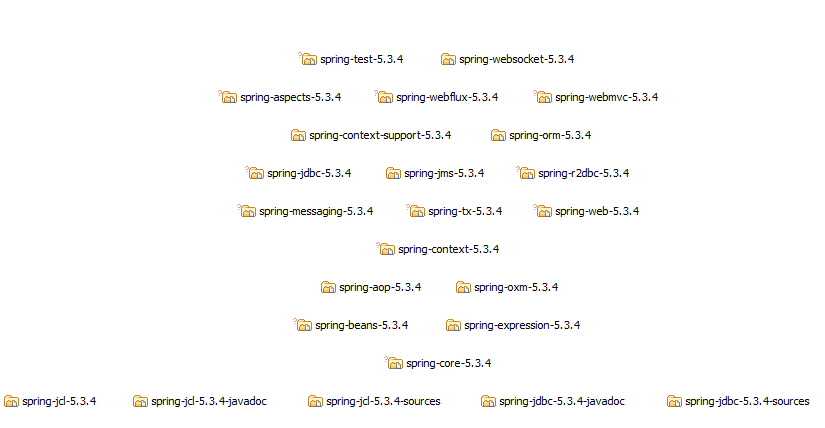 spring-test-5.3.4 spring-websocket-5.3.4
spring-aspects-5.3.4 spring-webflux-5.3.4 spring-webmvc-5.3.4
spring-context-support-5.3.4 spring-orm-5.3.4
spring-jdbc-5.3.4 spring-jms-5.3.4 spring-r2dbc-5.3.4
spring-messaging-5.3.4 spring-tx-5.3.4 spring-web-5.3.4
spring-context-5.3.4
spring-aop-5.3.4 spring-oxm-5.3.4
spring-beans-5.3.4 spring-expression-5.3.4
spring-core-5.3.4
spring-jcl-5.3.4 spring-jcl-5.3.4-javadoc spring-jcl-5.3.4-sources spring-jdbc-5.3.4-javadoc spring-jdbc-5.3.4-sources